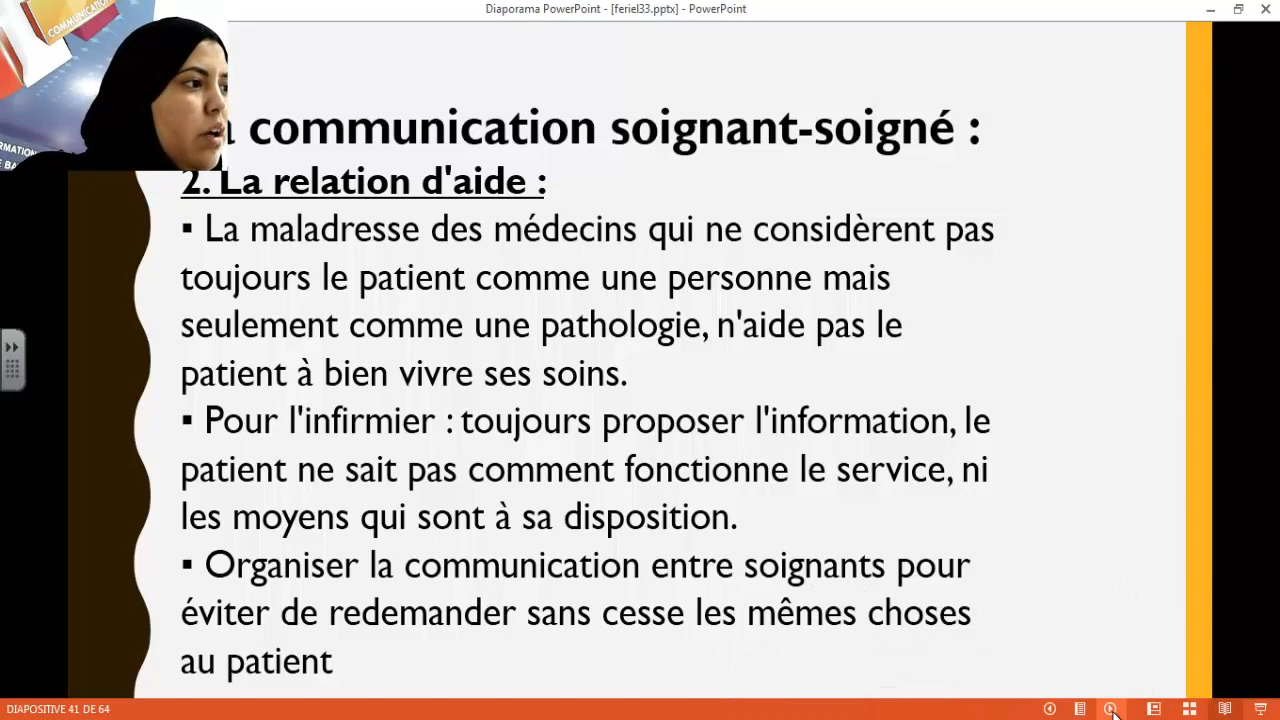 Diaporama PowerPoint - [feriel33.pptx] - PowerPoint
COMMUNICATION
communication soignant-soigné :
2. La relation d'aide :
▪ La maladresse des médecins qui ne considèrent pas
toujours le patient comme une personne mais
seulement comme une pathologie, n'aide pas le
patient à bien vivre ses soins.
▪ Pour l'infirmier : toujours proposer l'information, le
patient ne sait pas comment fonctionne le service, ni
les moyens qui sont à sa disposition.
▪ Organiser la communication entre soignants pour
éviter de redemander sans cesse les mêmes choses
au patient
DIAPOSITIVE 41 DE 64